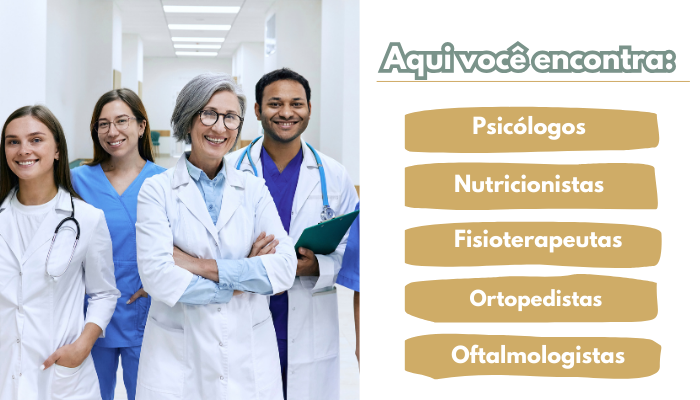 Aqui você encontra:
Psicólogos
Nutricionistas
Fisioterapeutas
Ortopedistas
Oftalmologistas